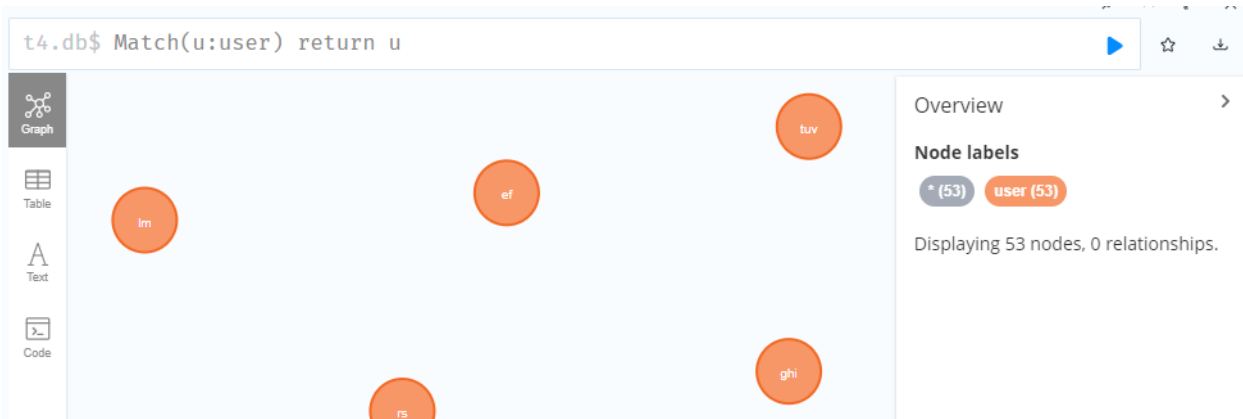 t4.db$ Match(u:user) return u
Graph
Table
A
Text
Code
lm
ef
tuv
rs
ghi
Overview
Node labels
* (53) user (53)
Displaying 53 nodes, 0 relationships.